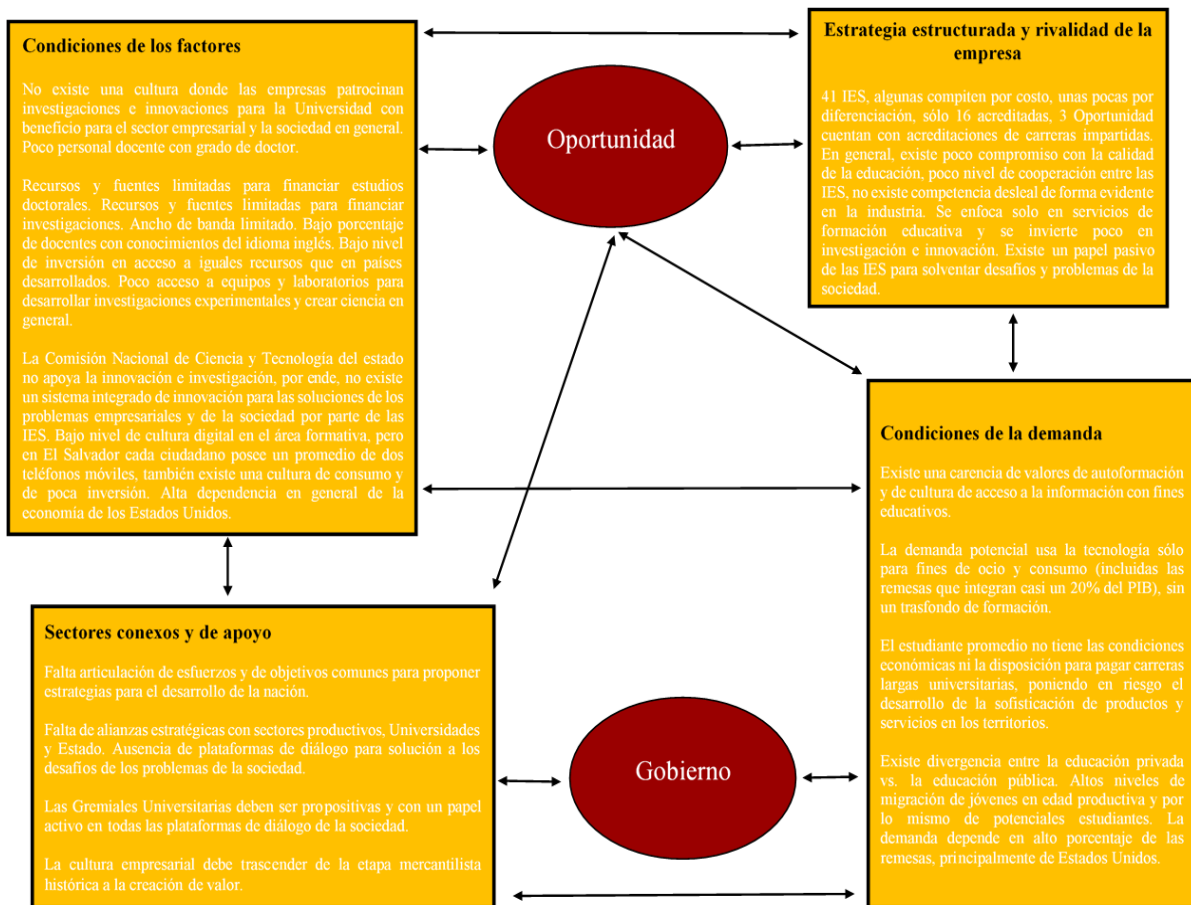 Condiciones de los factores
No existe una cultura donde las empresas patrocinan
investigaciones e innovaciones para la Universidad con
beneficio para el sector empresarial y la sociedad en general.
Poco personal docente con grado de doctor.
Recursos y fuentes limitadas para financiar estudios
doctorales. Recursos y fuentes limitadas para financiar
investigaciones. Ancho de banda limitado. Bajo porcentaje
de docentes con conocimientos del idioma inglés. Bajo nivel
de inversión en acceso a iguales recursos que en países
desarrollados. Poco acceso a equipos y laboratorios para
desarrollar investigaciones experimentales y crear ciencia en
general.
La Comisión Nacional de Ciencia y Tecnología del estado
no apoya la innovación e investigación, por ende, no existe
un sistema integrado de innovación para las soluciones de los
problemas empresariales y de la sociedad por parte de las
IES. Bajo nivel de cultura digital en el área formativa, pero
en El Salvador cada ciudadano posee un promedio de dos
teléfonos móviles, también existe una cultura de consumo y
de poca inversión. Alta dependencia en general de la
economía de los Estados Unidos.
Oportunidad
Estrategia estructurada y rivalidad de la
empresa
41 IES, algunas compiten por costo, unas pocas por
diferenciación, sólo 16 acreditadas, 3 Oportunidad
cuentan con acreditaciones de carreras impartidas.
En general, existe poco compromiso con la calidad
de la educación, poco nivel de cooperación entre las
IES, no existe competencia desleal de forma evidente
en la industria. Se enfoca solo en servicios de
formación educativa y se invierte poco en
investigación e innovación. Existe un papel pasivo
de las IES para solventar desafíos y problemas de la
sociedad.
Condiciones de la demanda
Existe una carencia de valores de autoformación
y de cultura de acceso a la información con fines
educativos.
La demanda potencial usa la tecnología sólo
para fines de ocio y consumo (incluidas las
remesas que integran casi un 20% del PIB), sin
un trasfondo de formación.
El estudiante promedio no tiene las condiciones
económicas ni la disposición para pagar carreras
largas universitarias, poniendo en riesgo el
desarrollo de la sofisticación de productos y
servicios en los territorios.
Existe divergencia entre la educación privada
vs. la educación pública. Altos niveles de
migración de jóvenes en edad productiva y por
lo mismo de potenciales estudiantes. La
demanda depende en alto porcentaje de las
remesas, principalmente de Estados Unidos.
Sectores conexos y de apoyo
Falta articulación de esfuerzos y de objetivos comunes para proponer
estrategias para el desarrollo de la nación.
Falta de alianzas estratégicas con sectores productivos, Universidades
y Estado. Ausencia de plataformas de diálogo para solución a los
desafíos de los problemas de la sociedad.
Las Gremiales Universitarias deben ser propositivas y con un papel
activo en todas las plataformas de diálogo de la sociedad.
La cultura empresarial debe trascender de la etapa mercantilista
histórica a la creación de valor.
Gobierno